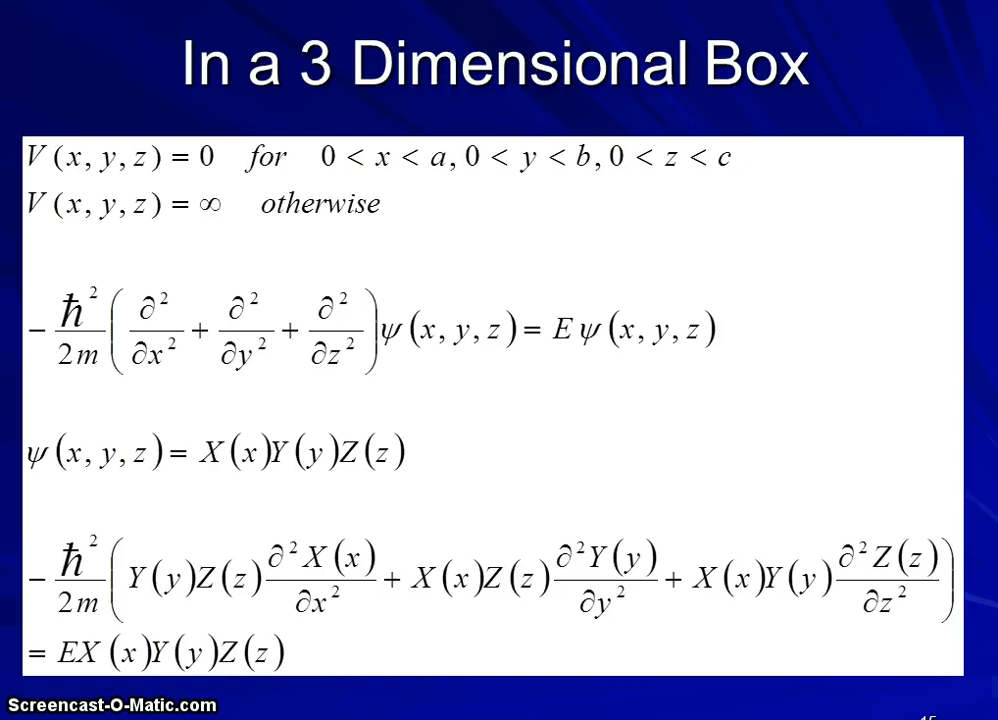 In a 3 Dimensional Box
V(x, y, z) = 0 for 0 < x < a, 0 < y < b, 0 < z < c
V(x, y, z) = ∞ otherwise
− ħ²/2m (∂²/∂x² + ∂²/∂y² + ∂²/∂z²) ψ(x, y, z) = Eψ(x, y, z)
ψ(x, y, z) = X(x)Y(y)Z(z)
− ħ²/2m (Y(y)Z(z) ∂²X(x)/∂x² + X(x)Z(z) ∂²Y(y)/∂y² + X(x)Y(y) ∂²Z(z)/∂z²)
= EX(x)Y(y)Z(z)
Screencast-O-Matic.com